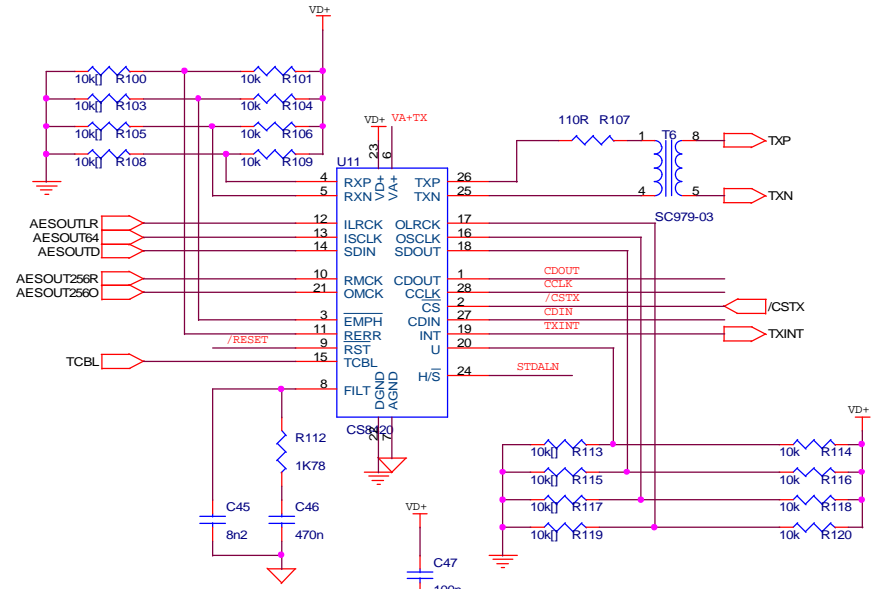 VD+
10k[] R100 10k R101
10k[] R103 10k R104
10k[] R105 10k R106
10k[] R108 10k R109
VD+ VA+TX
23 6
U11
110R R107
T6
1 8 TXP
4 5 TXN
SC979-03
4 RXP VD+ VA+ TXP 26
5 RXN TXN 25
AESOUTLR 12 ILRCK OLRCK 17
AESOUT64 13 ISCLK OSCLK 16
AESOUTD 14 SDIN SDOUT 18
AESOUT256R 10 RMCK CDOUT 1 CDOUT
AESOUT256O 21 OMCK CCLK 28 CCLK
CS 2 /CSTX /CSTX
3 EMPH CDIN 27 CDIN
11 RERR INT 19 TXINT TXINT
/RESET 9 RST U 20
TCBL 15 TCBL
H/S 24 STDALN
8 FILT DGND AGND
CS8420
22 7
R112
1K78
C45
8n2
C46
470n
VD+
C47
100n
VD+
10k[] R113 10k R114
10k[] R115 10k R116
10k[] R117 10k R118
10k[] R119 10k R120